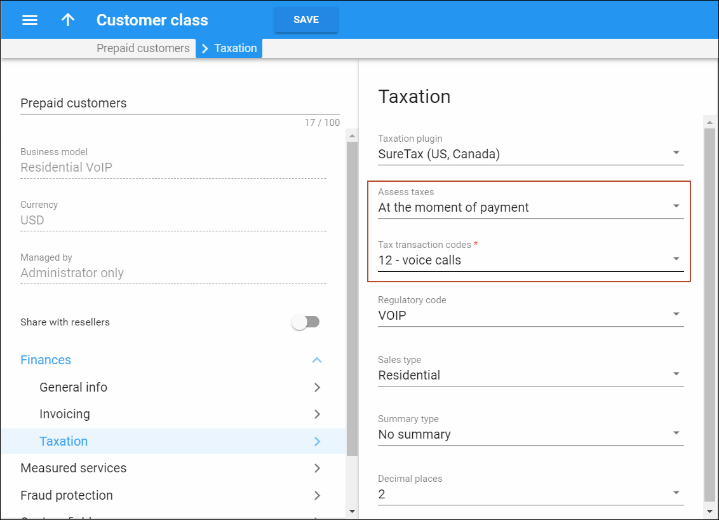 Customer class
SAVE
Prepaid customers
Taxation
Prepaid customers
17 / 100
Business model
Residential VoIP
Currency
USD
Managed by
Administrator only
Share with resellers
Finances
General info
Invoicing
Taxation
Measured services
Fraud protection
Taxation
Taxation plugin
SureTax (US, Canada)
Assess taxes
At the moment of payment
Tax transaction codes *
12 - voice calls
Regulatory code
VOIP
Sales type
Residential
Summary type
No summary
Decimal places
2